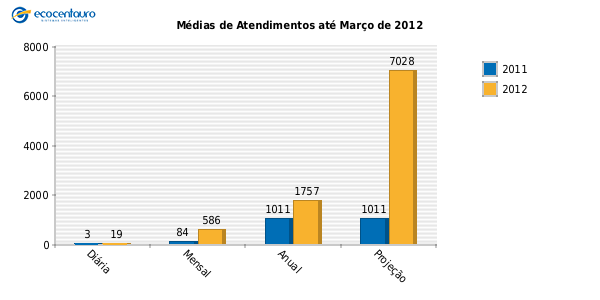 ecocentauro
Médias de Atendimentos até Março de 2012
8000
6000
4000
2000
0
3
19
84
586
1011
1757
1011
7028
Diária
Mensal
Anual
Projeção
2011
2012